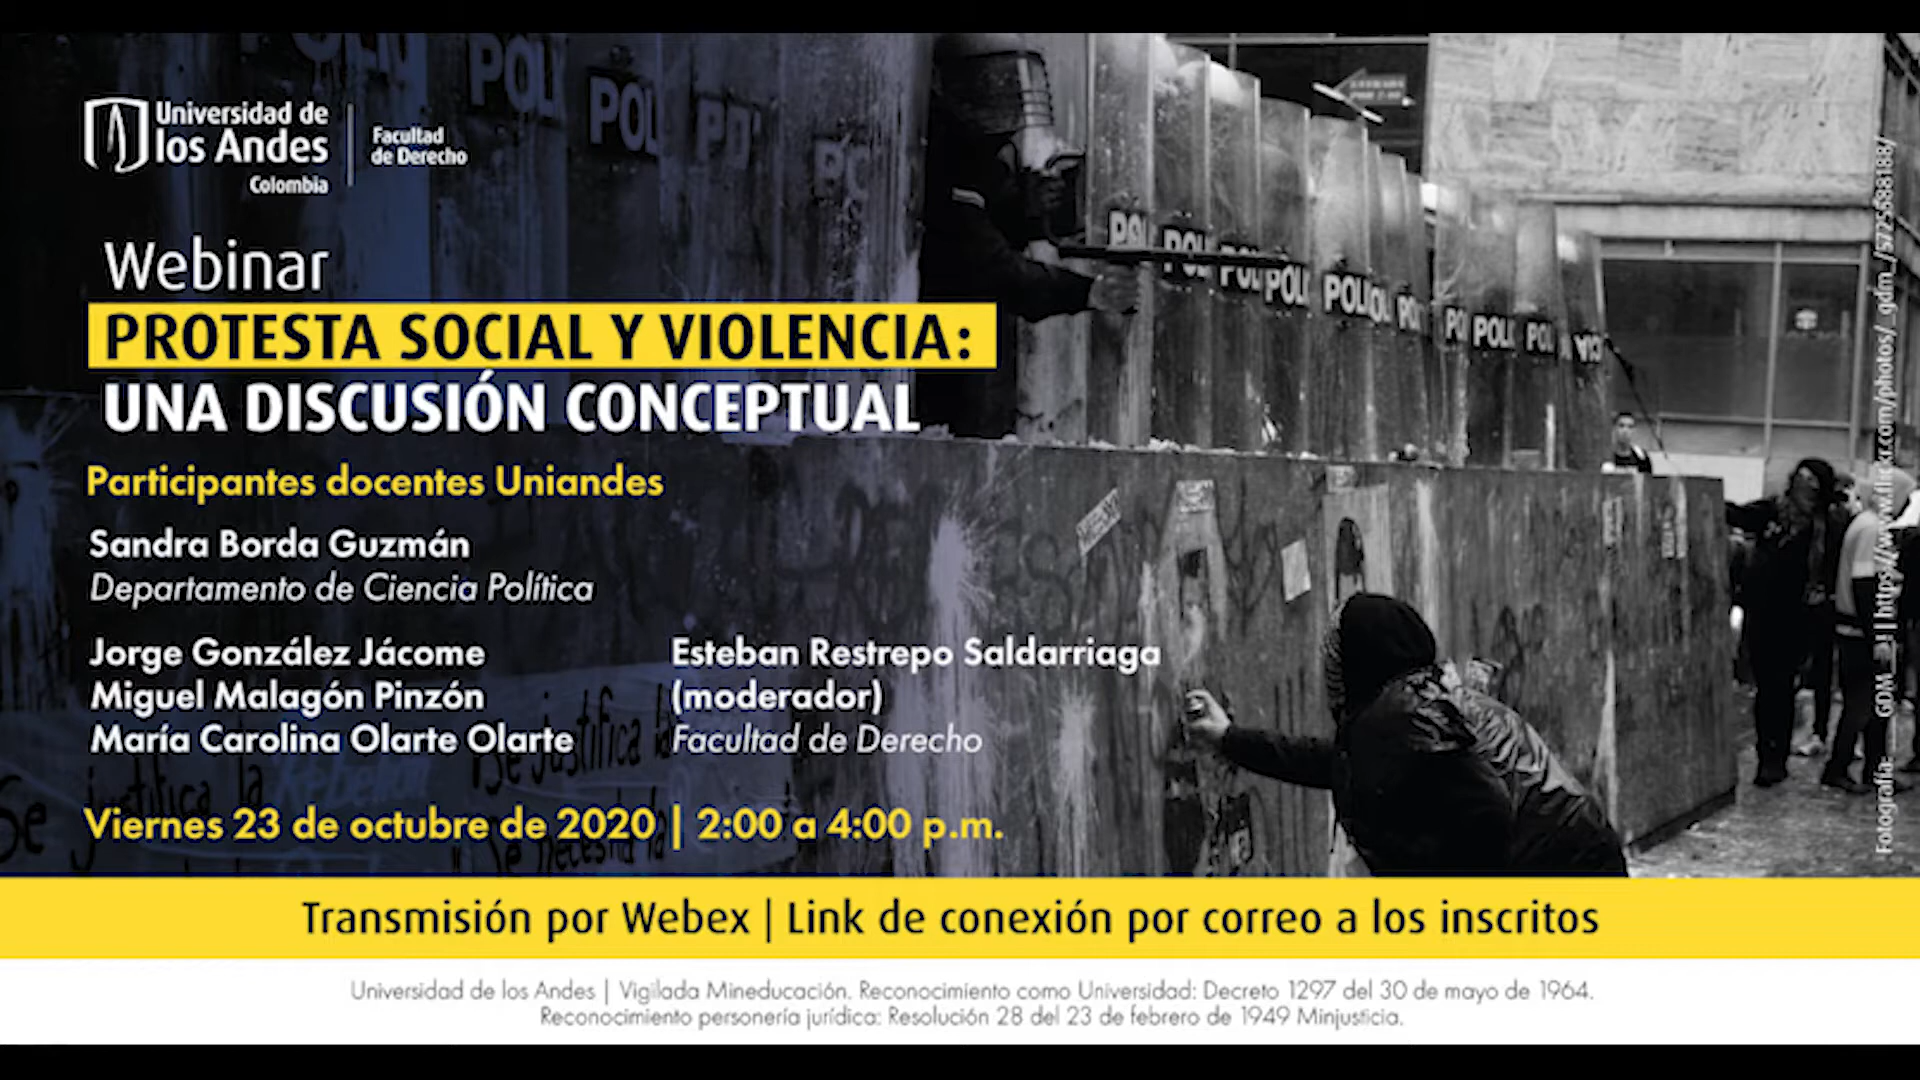 Universidad de
los Andes
Colombia
Facultad
de Derecho
Webinar
PROTESTA SOCIAL Y VIOLENCIA:
UNA DISCUSIÓN CONCEPTUAL
Participantes docentes Uniandes
Sandra Borda Guzmán
Departamento de Ciencia Política
Jorge González Jácome
Miguel Malagón Pinzón
María Carolina Olarte Olarte
Esteban Restrepo Saldarriaga
(moderador)
Facultad de Derecho
Viernes 23 de octubre de 2020 | 2:00 a 4:00 p.m.
Transmisión por Webex | Link de conexión por correo a los inscritos
Universidad de los Andes | Vigilada Mineducación. Reconocimiento como Universidad: Decreto 1297 del 30 de mayo de 1964.
Reconocimiento personería jurídica: Resolución 28 del 23 de febrero de 1949 Minjusticia.